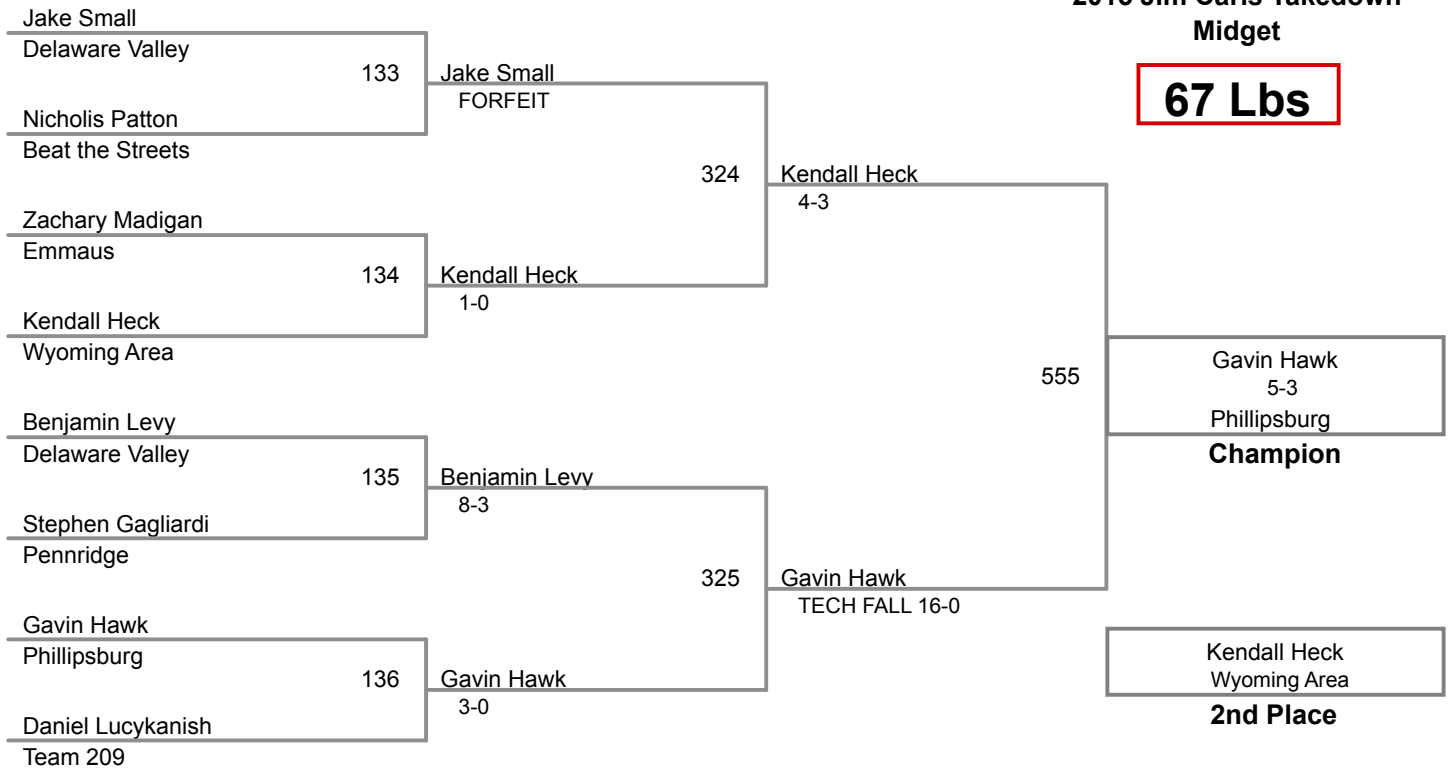 Midget
67 Lbs
Jake Small
Delaware Valley
133
Jake Small
FORFEIT
Nicholis Patton
Beat the Streets
324
Kendall Heck
4-3
Zachary Madigan
Emmaus
134
Kendall Heck
1-0
Kendall Heck
Wyoming Area
555
Gavin Hawk
5-3
Phillipsburg
Champion
Benjamin Levy
Delaware Valley
135
Benjamin Levy
8-3
Stephen Gagliardi
Pennridge
325
Gavin Hawk
TECH FALL 16-0
Gavin Hawk
Phillipsburg
136
Gavin Hawk
3-0
Daniel Lucykanish
Team 209
Kendall Heck
Wyoming Area
2nd Place